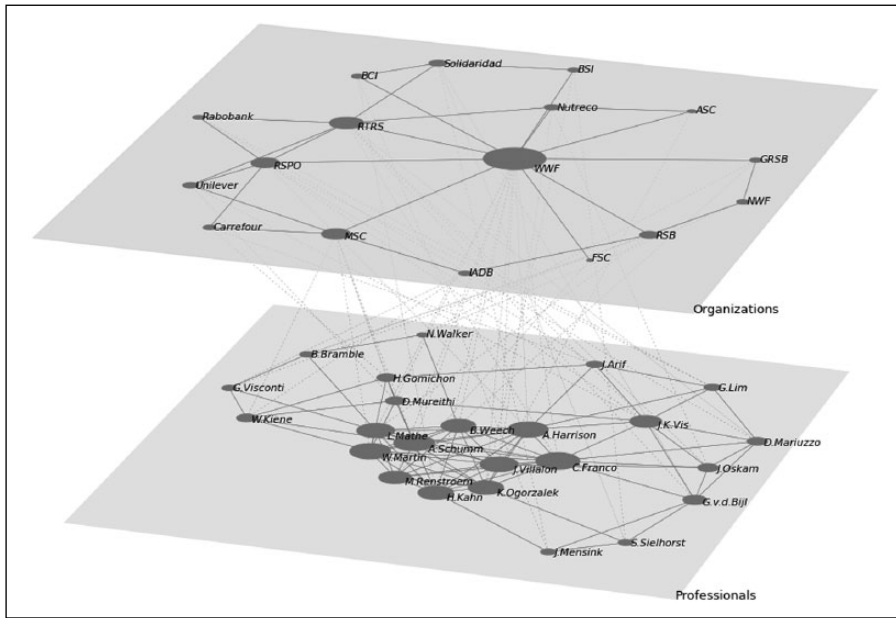 Solidaridad
BSI
BCI
Nutreco
ASC
Rabobank
RTRS
GRSB
RSPO
WWF
Unilever
NWF
Carrefour
MSC
RSB
FSC
IADB
Organizations
N.Walker
B.Bramble
J.Arif
H.Gomichon
G.Visconti
G.Lim
D.Mureithi
W.Kiene
J.K.Vis
B.Weech
L.Mathe
A.Harrison
D.Mariuzzo
A.Schumm
W.Martin
J.Villalon
C.Franco
J.Oskam
M.Renstroem
K.Ogorzalek
H.Kahn
G.v.d.Bijl
S.Sielhorst
J.Mensink
Professionals